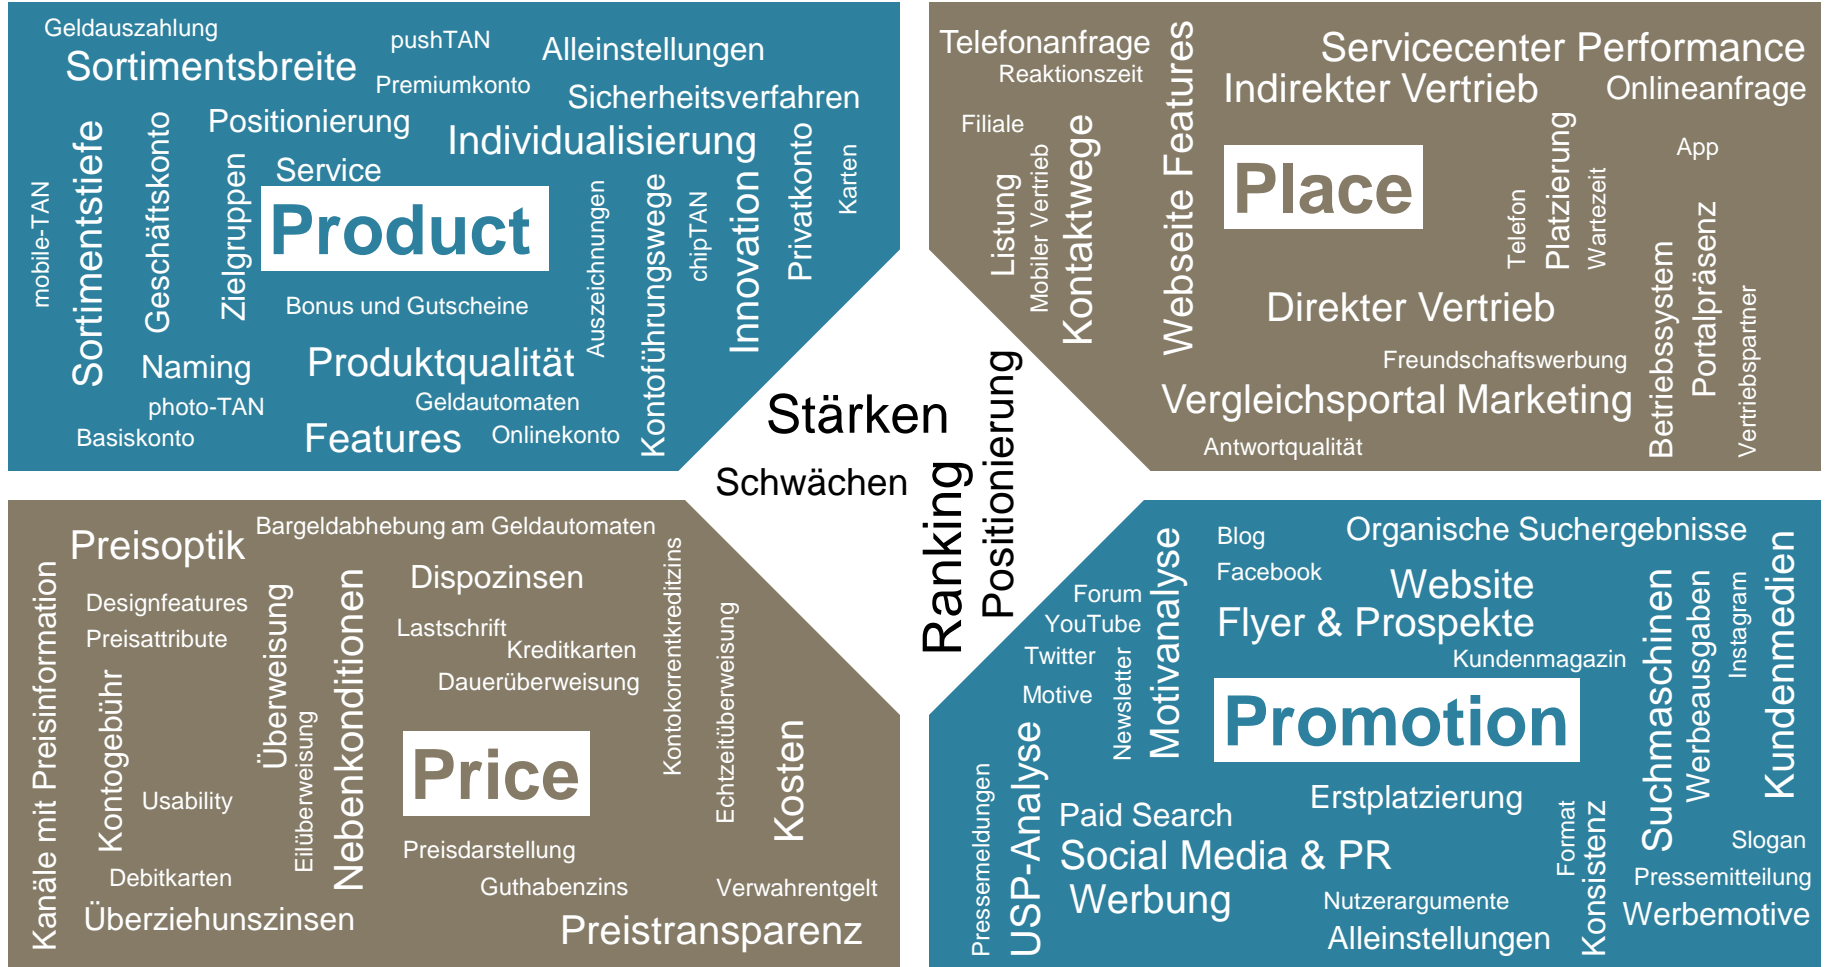 Geldauszahlung
pushTAN
Alleinstellungen
Sortimentsbreite
Premiumkonto
Sicherheitsverfahren
Positionierung
Individualisierung
Service
Product
mobile-TAN
Sortimentstiefe
Geschäftskonto
Zielgruppen
Auszeichnungen
Kontoführungswege
chipTAN
Innovation
Privatkonto
Karten
Bonus und Gutscheine
Naming
Produktqualität
photo-TAN
Geldautomaten
Basiskonto
Features
Onlinekonto
Telefonanfrage
Reaktionszeit
Servicecenter Performance
Indirekter Vertrieb
Onlineanfrage
Filiale
App
Place
Listung
Mobiler Vertrieb
Kontaktwege
Webseite Features
Telefon
Platzierung
Wartezeit
Direkter Vertrieb
Betriebssystem
Portalpräsenz
Vertriebspartner
Freundschaftswerbung
Vergleichsportal Marketing
Antwortqualität
Stärken
Schwächen
Ranking
Positionierung
Bargeldabhebung am Geldautomaten
Preisoptik
Dispozinsen
Designfeatures
Preisattribute
Lastschrift
Kreditkarten
Dauerüberweisung
Kanäle mit Preisinformation
Kontogebühr
Überweisung
Eilüberweisung
Nebenkonditionen
Kontokorrentkreditzins
Echtzeitüberweisung
Kosten
Price
Usability
Preisdarstellung
Debitkarten
Guthabenzins
Verwahrentgelt
Überziehunszinsen
Preistransparenz
Blog
Organische Suchergebnisse
Facebook
Website
Forum
YouTube
Flyer & Prospekte
Twitter
Kundenmagazin
Motive
Newsletter
Motivanalyse
Promotion
Suchmaschinen
Werbeausgaben
Instagram
Kundenmedien
Pressemeldungen
USP-Analyse
Erstplatzierung
Paid Search
Social Media & PR
Werbung
Format
Konsistenz
Slogan
Pressemitteilung
Nutzerargumente
Werbemotive
Alleinstellungen